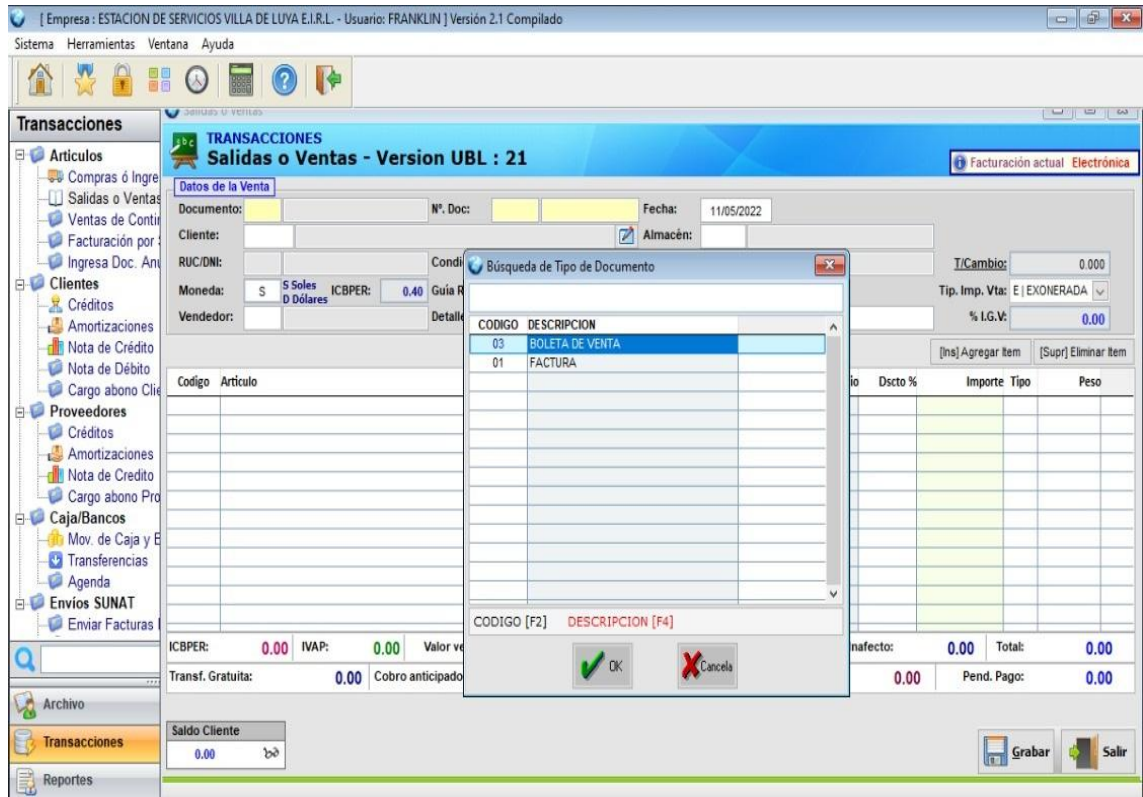 [ Empresa : ESTACION DE SERVICIOS VILLA DE LUYA E.I.R.L. - Usuario: FRANKLIN ] Versión 2.1 Compilado
Sistema Herramientas Ventana Ayuda
Transacciones
Articulos
Compras ó Ingre
Salidas o Ventas
Ventas de Contin
Facturación por
Ingresa Doc. Anu
Clientes
Créditos
Amortizaciones
Nota de Crédito
Nota de Débito
Cargo abono Clie
Proveedores
Créditos
Amortizaciones
Nota de Credito
Cargo abono Pro
Caja/Bancos
Mov. de Caja y E
Transferencias
Agenda
Envíos SUNAT
Enviar Facturas
Archivo
Transacciones
Reportes
Salidas o Ventas
TRANSACCIONES
Salidas o Ventas - Version UBL : 21
Facturación actual Electrónica
Datos de la Venta
Documento: Nº. Doc: Fecha: 11/05/2022
Cliente: Almacén:
RUC/DNI: Condi T/Cambio: 0.000
Moneda: S S Soles D Dólares ICBPER: 0.40 Guía R Tip. Imp. Vta: E | EXONERADA
Vendedor: Detalle % I.G.V: 0.00
[Ins] Agregar Item [Supr] Eliminar Item
Codigo Articulo io Dscto % Importe Tipo Peso
Búsqueda de Tipo de Documento
CODIGO DESCRIPCION
03 BOLETA DE VENTA
01 FACTURA
CODIGO [F2] DESCRIPCION [F4]
OK Cancela
ICBPER: 0.00 IVAP: 0.00 Valor ve nafecto: 0.00 Total: 0.00
Transf. Gratuita: 0.00 Cobro anticipado 0.00 Pend. Pago: 0.00
Saldo Cliente
0.00
Grabar Salir